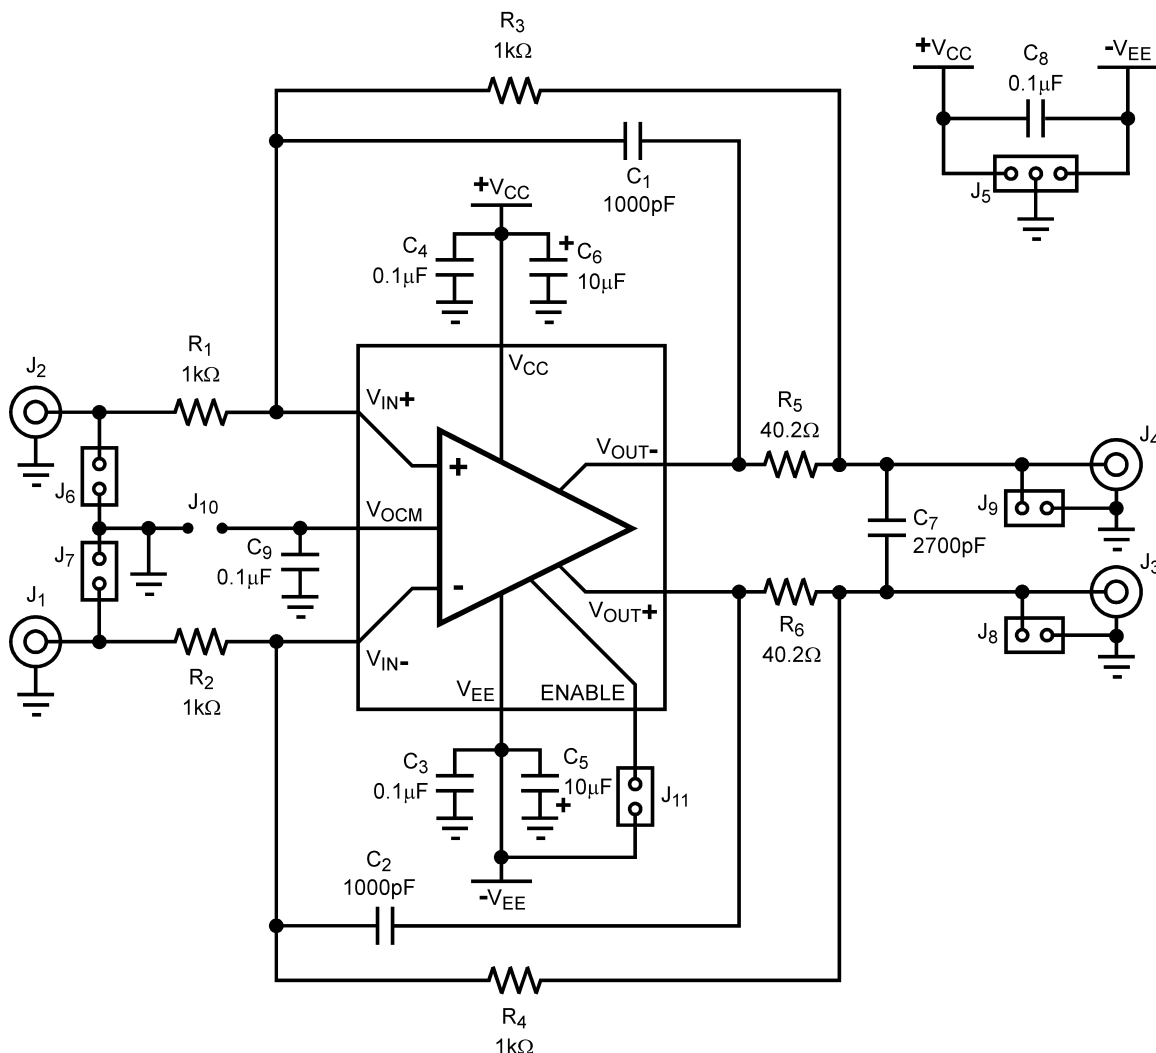 R3
1kΩ
+VCC
C8
0.1µF
-VEE
J5
C1
1000pF
+VCC
C4
0.1µF
+
C6
10µF
R1
1kΩ
J2
VCC
VIN+
+
R5
40.2Ω
VOUT-
J4
J6
J10
VOCM
J9
C7
2700pF
J7
C9
0.1µF
-
J3
J1
VOUT+
R6
40.2Ω
J8
R2
1kΩ
VIN-
VEE
ENABLE
C3
0.1µF
C5
10µF
+
J11
C2
1000pF
-VEE
R4
1kΩ